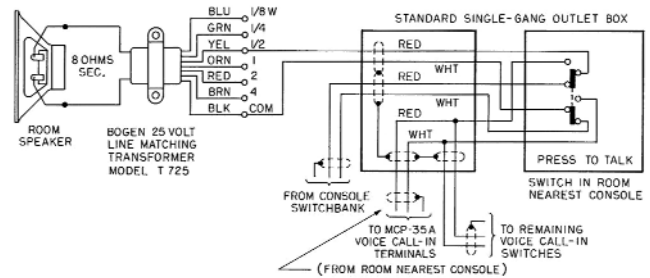 BLU 1/8 W
GRN 1/4
YEL 1/2
ORN 1
RED 2
BRN 4
BLK COM
8 OHMS
SEC.
ROOM
SPEAKER
BOGEN 25 VOLT
LINE MATCHING
TRANSFORMER
MODEL T 725
STANDARD SINGLE-GANG OUTLET BOX
RED
WHT
RED
WHT
RED
WHT
PRESS TO TALK
SWITCH IN ROOM
NEAREST CONSOLE
FROM CONSOLE
SWITCHBANK
TO MCP-35A
VOICE CALL-IN
TERMINALS
TO REMAINING
VOICE CALL-IN
SWITCHES
(FROM ROOM NEAREST CONSOLE)